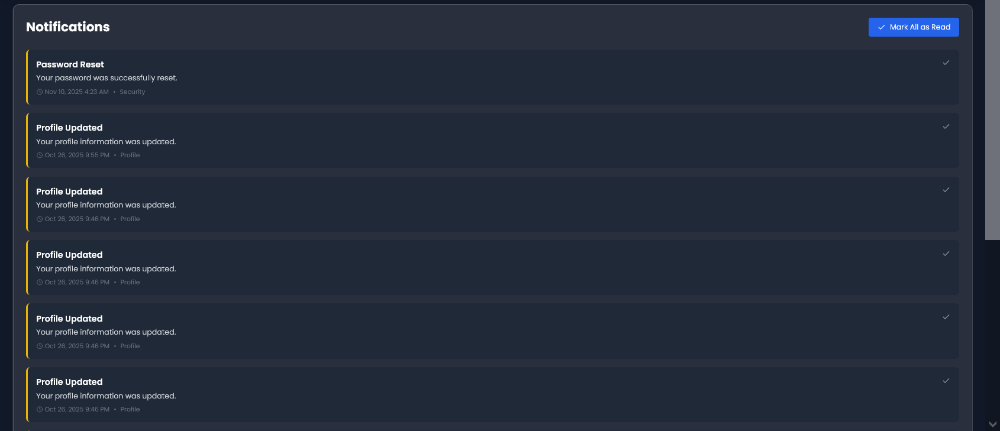 Notifications
Mark All as Read
Password Reset
Your password was successfully reset.
Nov 10, 2025 4:23 AM • Security
Profile Updated
Your profile information was updated.
Oct 26, 2025 9:55 PM • Profile
Profile Updated
Your profile information was updated.
Oct 26, 2025 9:46 PM • Profile
Profile Updated
Your profile information was updated.
Oct 26, 2025 9:46 PM • Profile
Profile Updated
Your profile information was updated.
Oct 26, 2025 9:46 PM • Profile
Profile Updated
Your profile information was updated.
Oct 26, 2025 9:46 PM • Profile